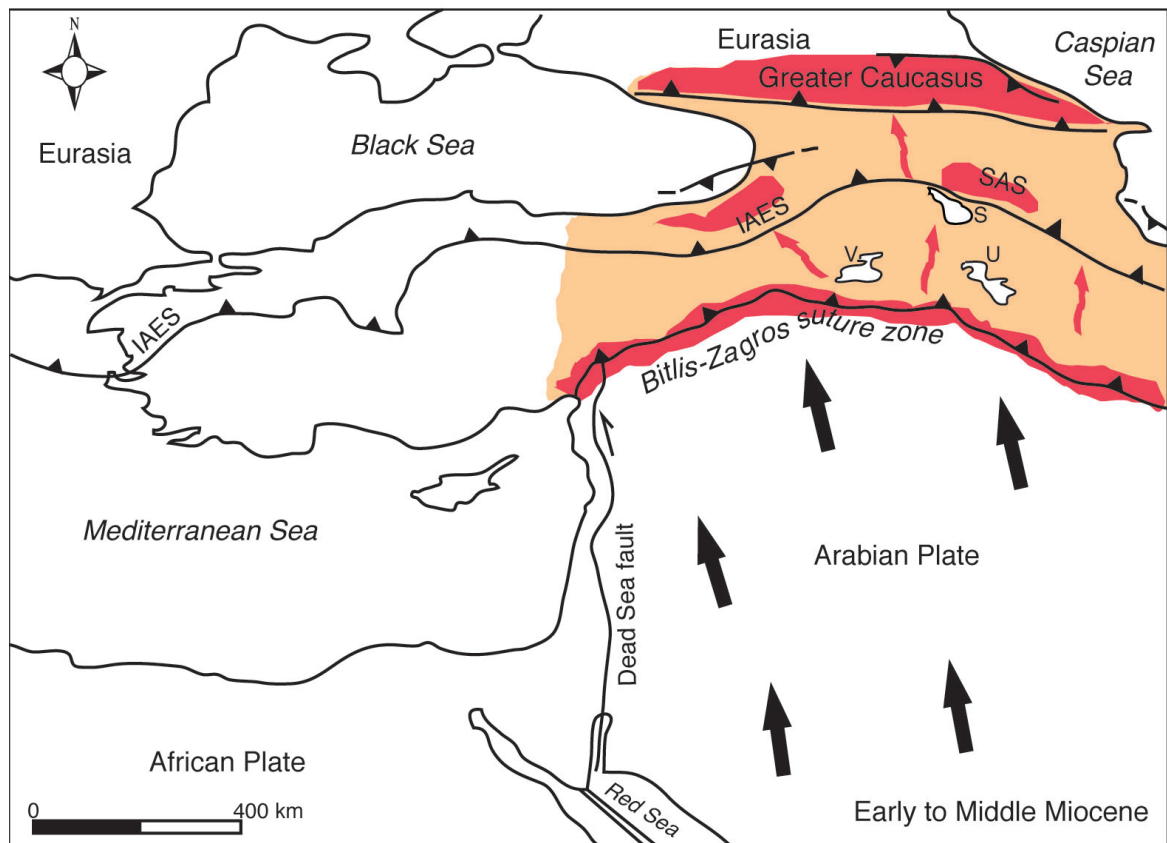 N
Eurasia
Caspian
Sea
Greater Caucasus
Black Sea
Eurasia
SAS
IAES
S
V
U
IAES
Bitlis-Zagros suture zone
Mediterranean Sea
Dead Sea fault
Arabian Plate
African Plate
Red Sea
0
400 km
Early to Middle Miocene